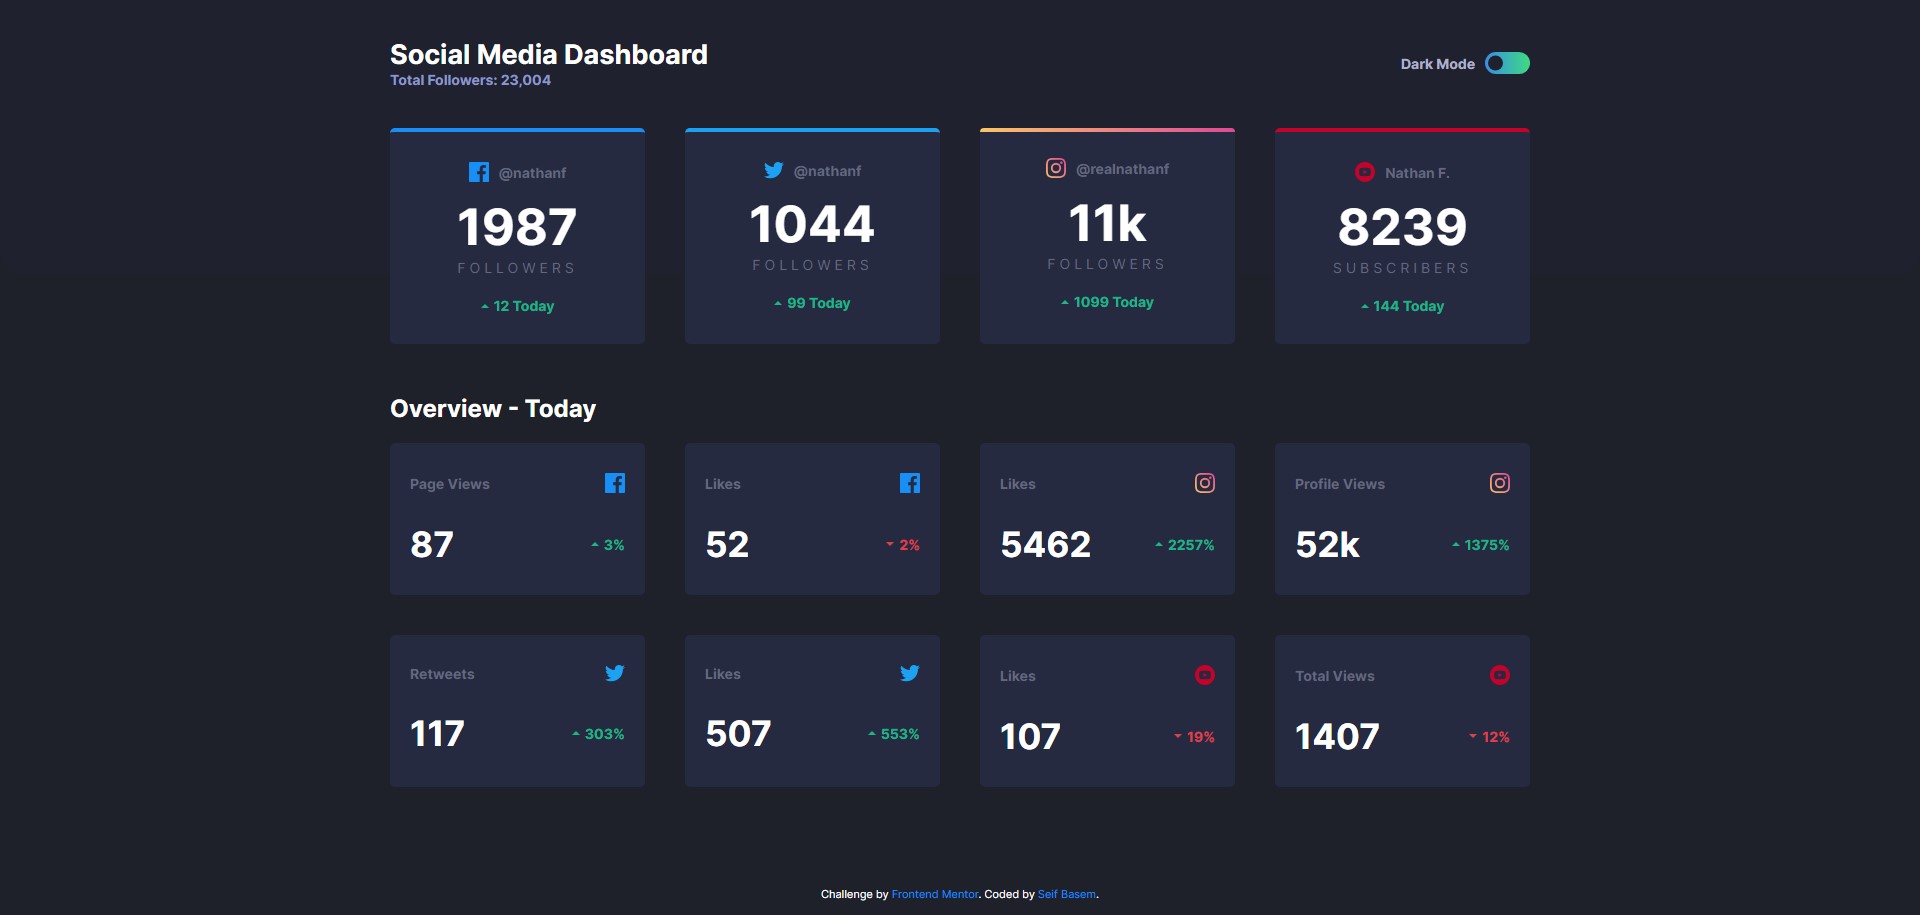 Social Media Dashboard
Total Followers: 23,004
Dark Mode
@nathanf
1987
FOLLOWERS
12 Today
@nathanf
1044
FOLLOWERS
99 Today
@realnathanf
11k
FOLLOWERS
1099 Today
Nathan F.
8239
SUBSCRIBERS
144 Today
Overview - Today
Page Views
87
3%
Likes
52
2%
Likes
5462
2257%
Profile Views
52k
1375%
Retweets
117
303%
Likes
507
553%
Likes
107
19%
Total Views
1407
12%
Challenge by Frontend Mentor. Coded by Seif Basem.